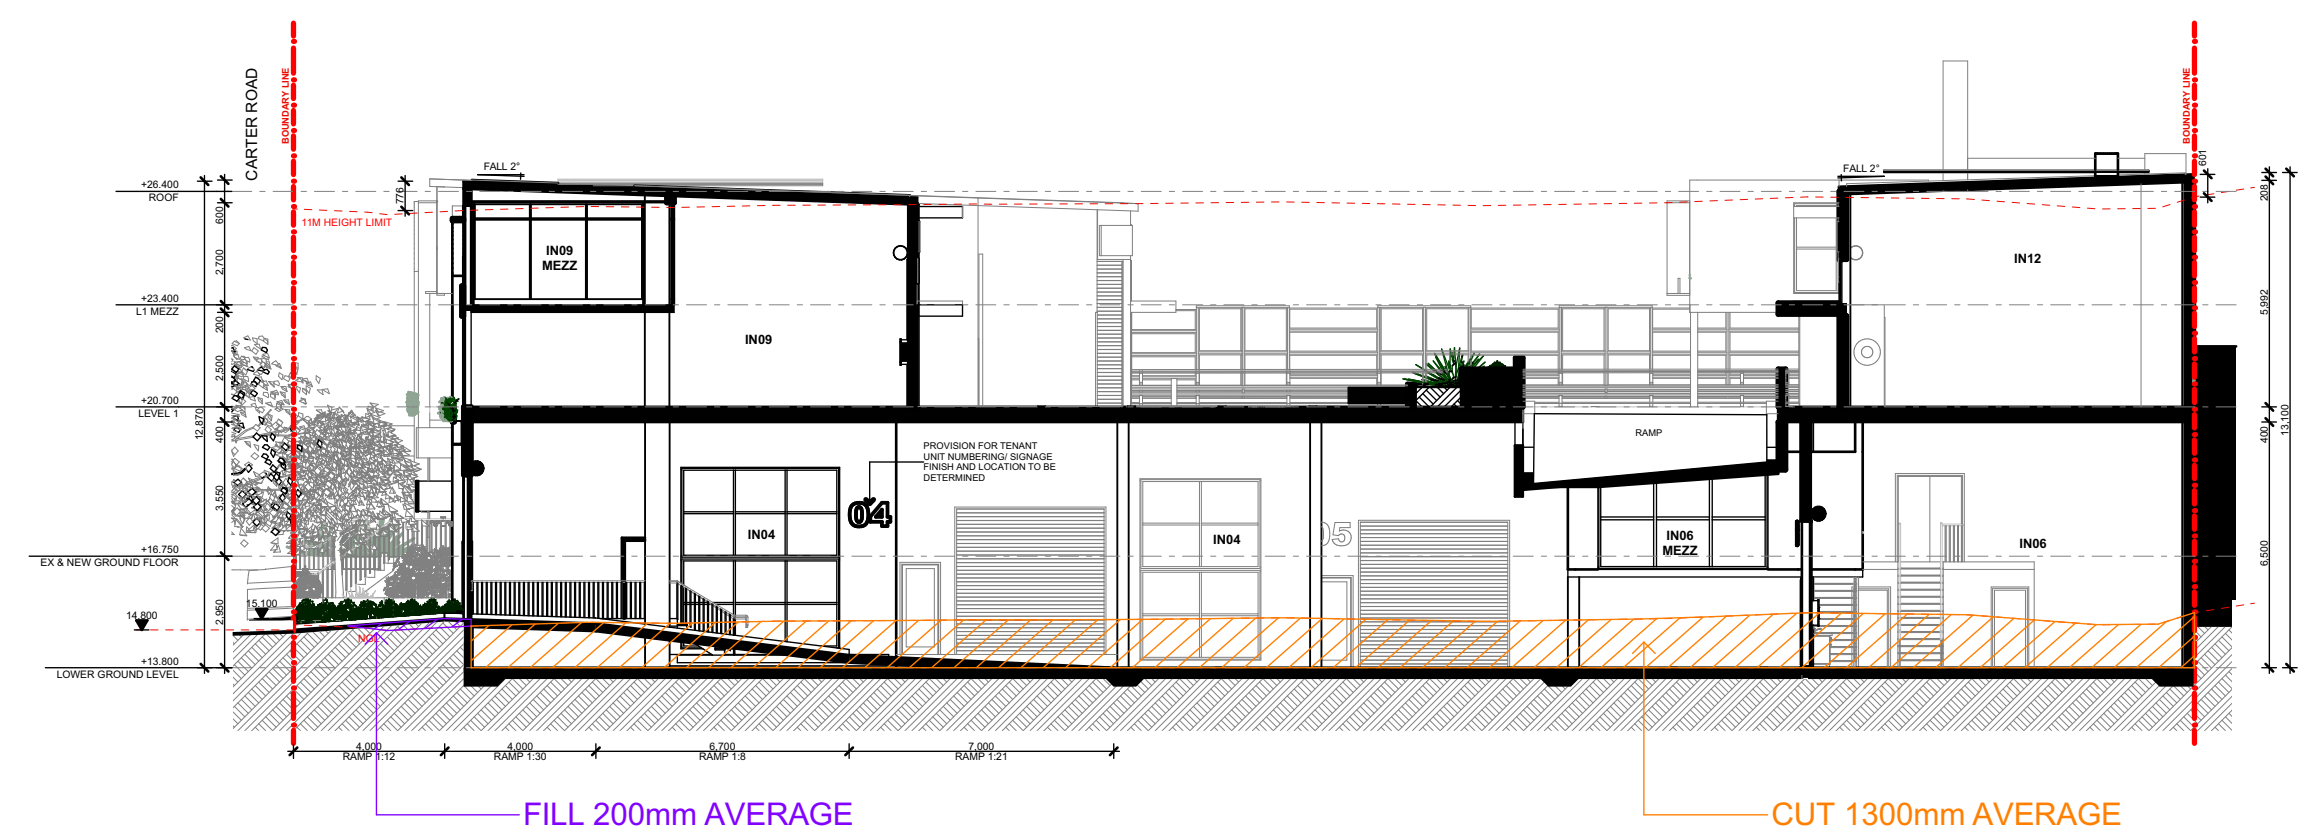 CARTER ROAD
BOUNDARY LINE
BOUNDARY LINE
FALL 2°
FALL 2°
601
+26.400
ROOF
600
776
208
11M HEIGHT LIMIT
IN09
MEZZ
IN12
2,700
+23.400
L1 MEZZ
200
5,992
IN09
2,500
+20.700
LEVEL 1
12,870
13,100
400
400
PROVISION FOR TENANT
UNIT NUMBERING/ SIGNAGE
FINISH AND LOCATION TO BE
DETERMINED
RAMP
3,550
04
05
IN04
IN04
IN06
MEZZ
IN06
+16.750
EX & NEW GROUND FLOOR
6,500
2,950
15.100
14.800
NGL
+13.800
LOWER GROUND LEVEL
4,000
RAMP 1:12
4,000
RAMP 1:30
6,700
RAMP 1:8
7,000
RAMP 1:21
FILL 200mm AVERAGE
CUT 1300mm AVERAGE